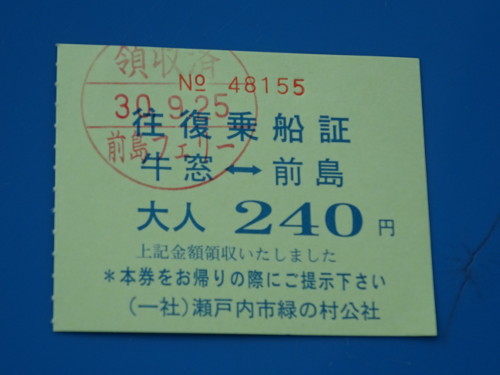 領収済
№ 48155
30.9.25
往復乗船証
前島フェリー
牛窓↔前島
大人 240円
上記金額領収いたしました
*本券をお帰りの際にご提示下さい
(一社)瀬戸内市緑の村公社